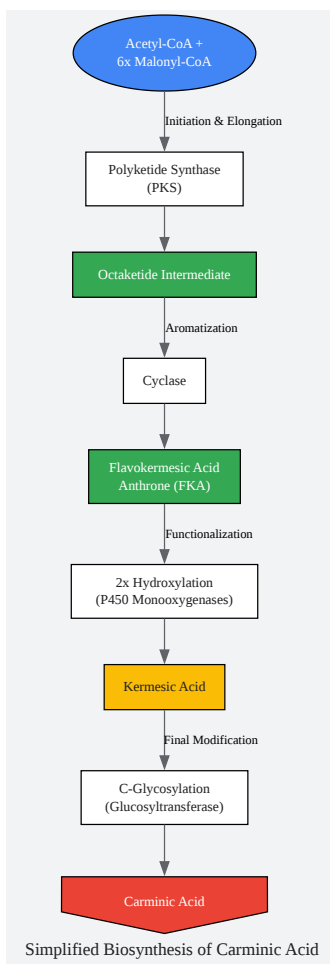 Acetyl-CoA +
6x Malonyl-CoA
Initiation & Elongation
Polyketide Synthase
(PKS)
Octaketide Intermediate
Aromatization
Cyclase
Flavokermesic Acid
Anthrone (FKA)
Functionalization
2x Hydroxylation
(P450 Monooxygenases)
Kermesic Acid
Final Modification
C-Glycosylation
(Glucosyltransferase)
Carminic Acid
Simplified Biosynthesis of Carminic Acid